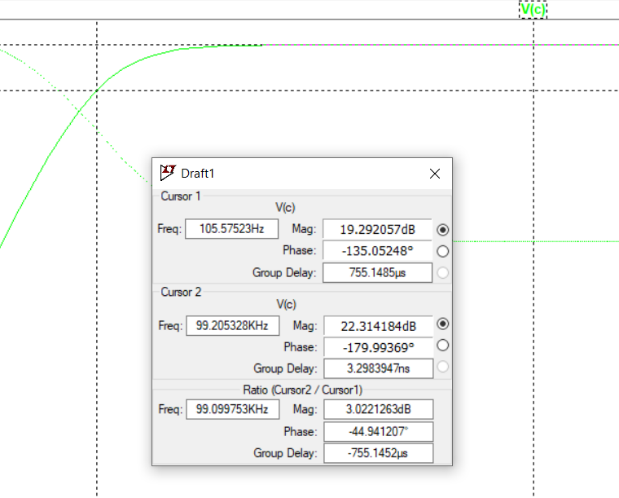 V(c)
Draft1
Cursor 1
V(c)
Freq: 105.57523Hz Mag: 19.292057dB
Phase: -135.05248°
Group Delay: 755.1485µs
Cursor 2
V(c)
Freq: 99.205328KHz Mag: 22.314184dB
Phase: -179.99369°
Group Delay: 3.2983947ns
Ratio (Cursor2 / Cursor1)
Freq: 99.099753KHz Mag: 3.0221263dB
Phase: -44.941207°
Group Delay: -755.1452µs